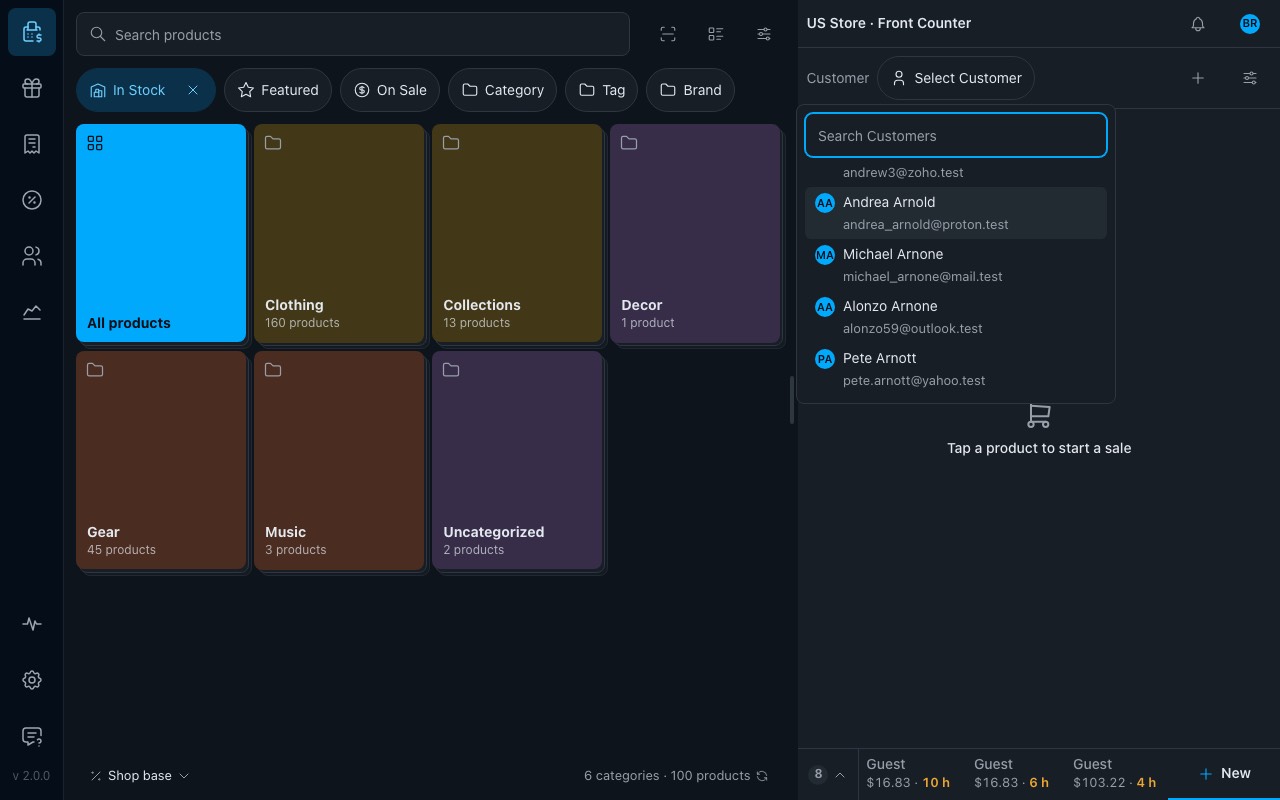 Search products
US Store · Front Counter
BR
In Stock
Featured
On Sale
Category
Tag
Brand
Customer
Select Customer
Search Customers
andrew3@zoho.test
AA
Andrea Arnold
andrea_arnold@proton.test
MA
Michael Arnone
michael_arnone@mail.test
AA
Alonzo Arnone
alonzo59@outlook.test
PA
Pete Arnott
pete.arnott@yahoo.test
All products
Clothing
160 products
Collections
13 products
Decor
1 product
Gear
45 products
Music
3 products
Uncategorized
2 products
Tap a product to start a sale
v 2.0.0
Shop base
6 categories · 100 products
8
Guest
$16.83 · 10 h
Guest
$16.83 · 6 h
Guest
$103.22 · 4 h
New